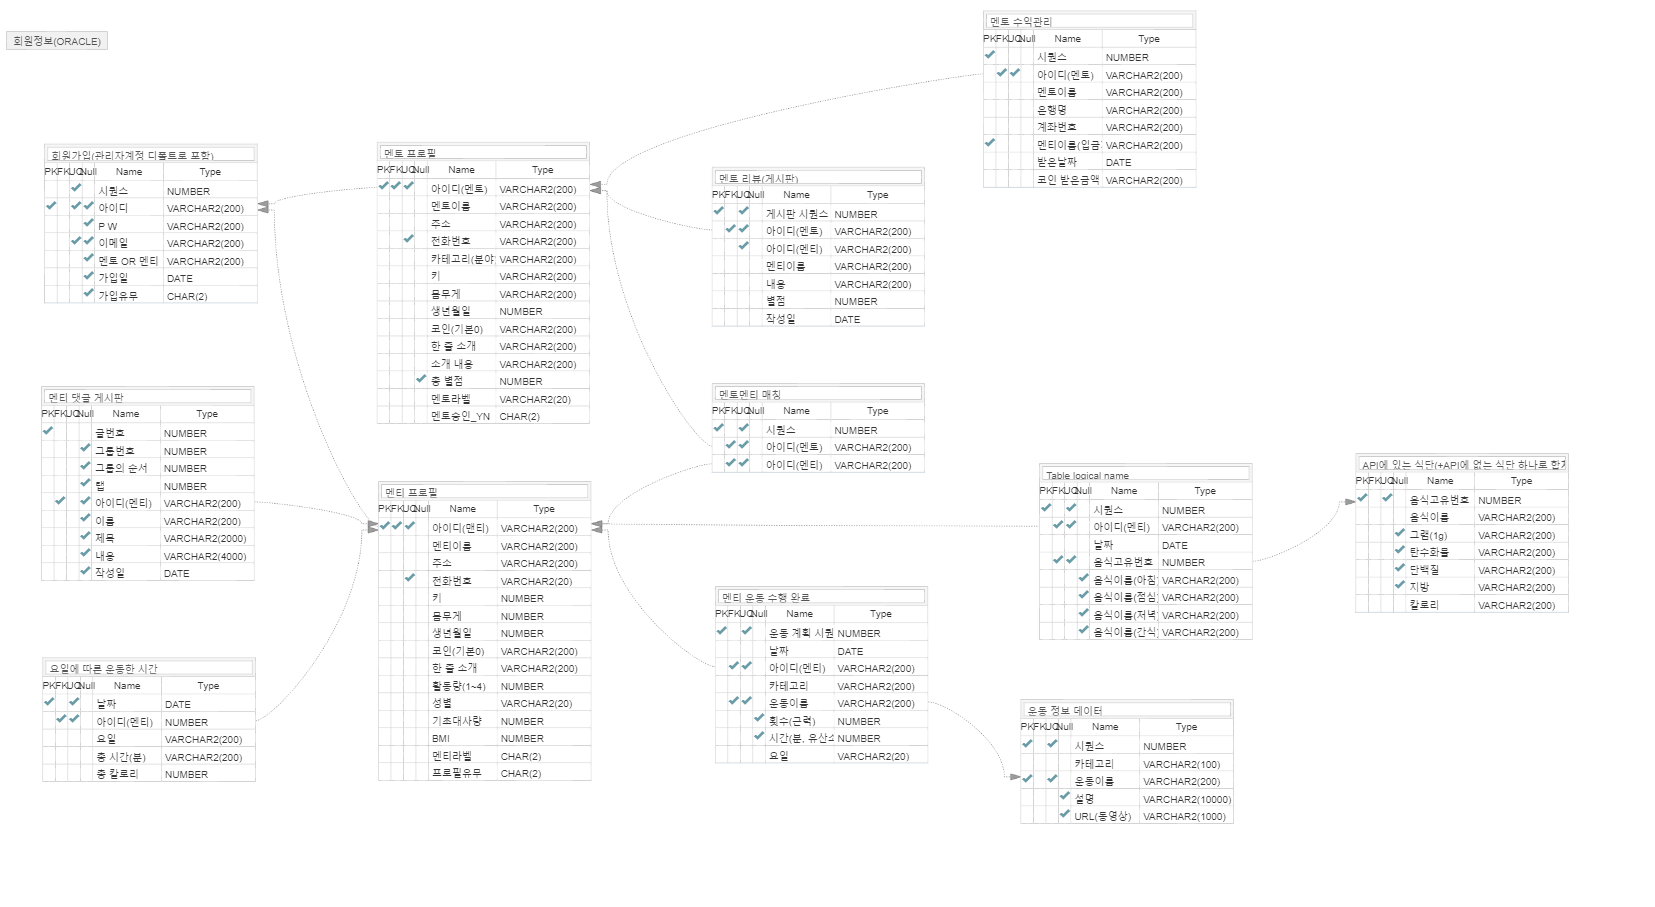 회원정보(ORACLE)
멘토 수익관리
PK FK UQ Null Name Type
시퀀스 NUMBER
아이디(멘토) VARCHAR2(200)
멘토이름 VARCHAR2(200)
은행명 VARCHAR2(200)
계좌번호 VARCHAR2(200)
멘티이름(입금 VARCHAR2(200)
받은날짜 DATE
코인 받은금액 VARCHAR2(200)
회원가입(관리자계정 디폴트로 포함)
PK FK UQ Null Name Type
시퀀스 NUMBER
아이디 VARCHAR2(200)
P W VARCHAR2(200)
이메일 VARCHAR2(200)
멘토 OR 멘티 VARCHAR2(200)
가입일 DATE
가입유무 CHAR(2)
멘토 프로필
PK FK UQ Null Name Type
아이디(멘토) VARCHAR2(200)
멘토이름 VARCHAR2(200)
주소 VARCHAR2(200)
전화번호 VARCHAR2(200)
카테고리(분야 VARCHAR2(200)
키 VARCHAR2(200)
몸무게 VARCHAR2(200)
생년월일 NUMBER
코인(기본0) VARCHAR2(200)
한 줄 소개 VARCHAR2(200)
소개 내용 VARCHAR2(200)
총 별점 NUMBER
멘토라벨 VARCHAR2(20)
멘토승인_YN CHAR(2)
멘토 리뷰(게시판)
PK FK UQ Null Name Type
게시판 시퀀스 NUMBER
아이디(멘토) VARCHAR2(200)
아이디(멘티) VARCHAR2(200)
멘티이름 VARCHAR2(200)
내용 VARCHAR2(200)
별점 NUMBER
작성일 DATE
멘티 댓글 게시판
PK FK UQ Null Name Type
글번호 NUMBER
그룹번호 NUMBER
그룹의 순서 NUMBER
탭 NUMBER
아이디(멘티) VARCHAR2(200)
이름 VARCHAR2(200)
제목 VARCHAR2(2000)
내용 VARCHAR2(4000)
작성일 DATE
멘토멘티 매칭
PK FK UQ Null Name Type
시퀀스 NUMBER
아이디(멘토) VARCHAR2(200)
아이디(멘티) VARCHAR2(200)
멘티 프로필
PK FK UQ Null Name Type
아이디(맨티) VARCHAR2(200)
멘티이름 VARCHAR2(200)
주소 VARCHAR2(200)
전화번호 VARCHAR2(20)
키 NUMBER
몸무게 NUMBER
생년월일 NUMBER
코인(기본0) VARCHAR2(200)
한 줄 소개 VARCHAR2(200)
활동량(1~4) NUMBER
성별 VARCHAR2(20)
기초대사량 NUMBER
BMI NUMBER
멘티라벨 CHAR(2)
프로필유무 CHAR(2)
Table logical name
PK FK UQ Null Name Type
시퀀스 NUMBER
아이디(멘티) VARCHAR2(200)
날짜 DATE
음식고유번호 NUMBER
음식이름(아침 VARCHAR2(200)
음식이름(점심 VARCHAR2(200)
음식이름(저녁 VARCHAR2(200)
음식이름(간식 VARCHAR2(200)
API에 있는 식단(+API에 없는 식단 하나로 합
PK FK UQ Null Name Type
음식고유번호 NUMBER
음식이름 VARCHAR2(200)
그램(1g) VARCHAR2(200)
탄수화물 VARCHAR2(200)
단백질 VARCHAR2(200)
지방 VARCHAR2(200)
칼로리 VARCHAR2(200)
멘티 운동 수행 완료
PK FK UQ Null Name Type
운동 계획 시퀀 NUMBER
날짜 DATE
아이디(멘티) VARCHAR2(200)
카테고리 VARCHAR2(200)
운동이름 VARCHAR2(200)
횟수(근력) NUMBER
시간(분, 유산소 NUMBER
요일 VARCHAR2(20)
요일에 따른 운동한 시간
PK FK UQ Null Name Type
날짜 DATE
아이디(멘티) NUMBER
요일 VARCHAR2(200)
총 시간(분) VARCHAR2(200)
총 칼로리 NUMBER
운동 정보 데이터
PK FK UQ Null Name Type
시퀀스 NUMBER
카테고리 VARCHAR2(100)
운동이름 VARCHAR2(200)
설명 VARCHAR2(10000)
URL(동영상) VARCHAR2(1000)